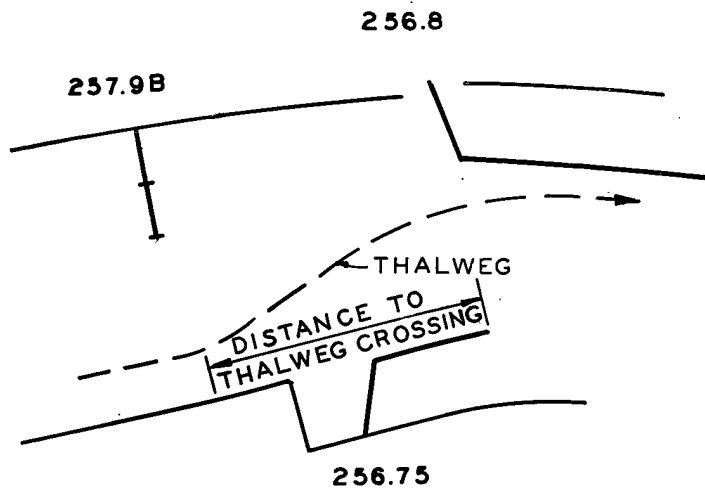 256.8
257.9B
THALWEG
DISTANCE TO
THALWEG CROSSING
256.75